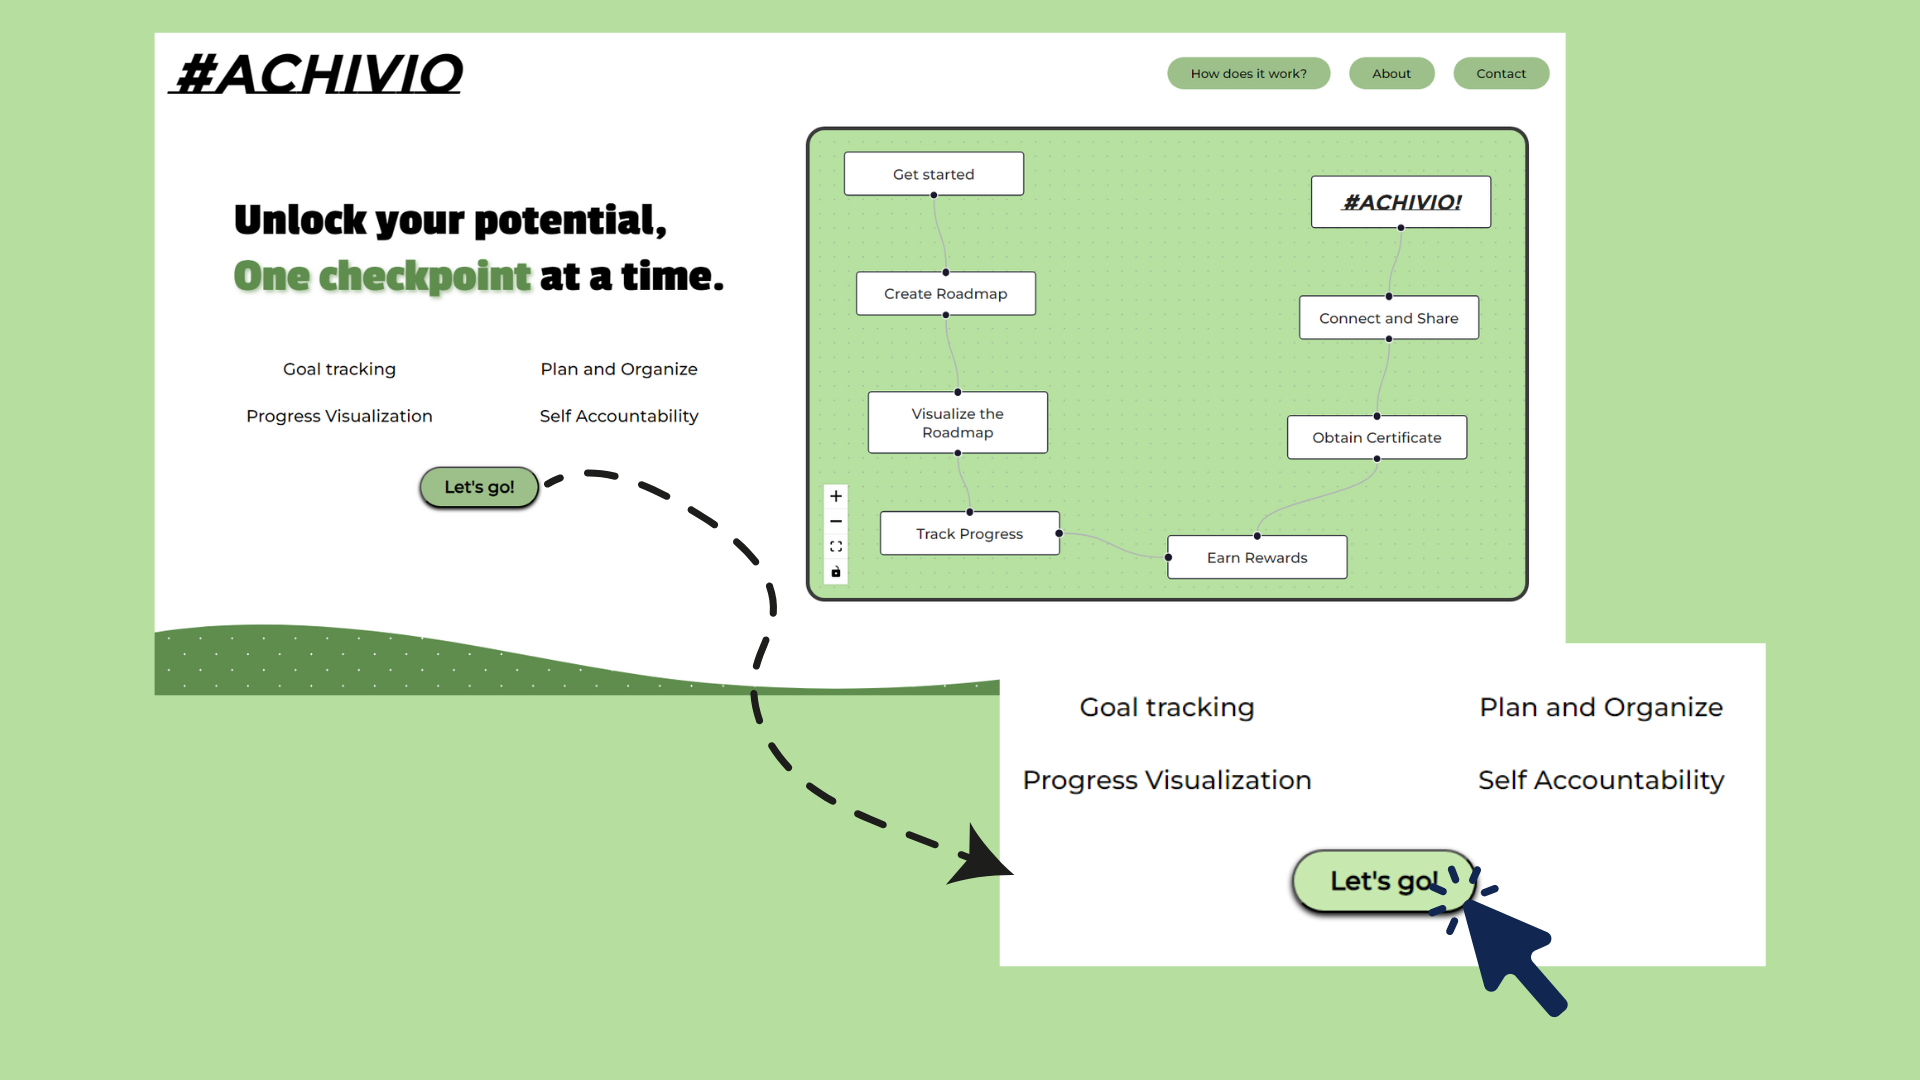 #ACHIVIO
How does it work?
About
Contact
Unlock your potential,
One checkpoint at a time.
Goal tracking
Plan and Organize
Progress Visualization
Self Accountability
Let's go!
Get started
Create Roadmap
Visualize the
Roadmap
Track Progress
Earn Rewards
Obtain Certificate
Connect and Share
#ACHIVIO!
Goal tracking
Plan and Organize
Progress Visualization
Self Accountability
Let's go!